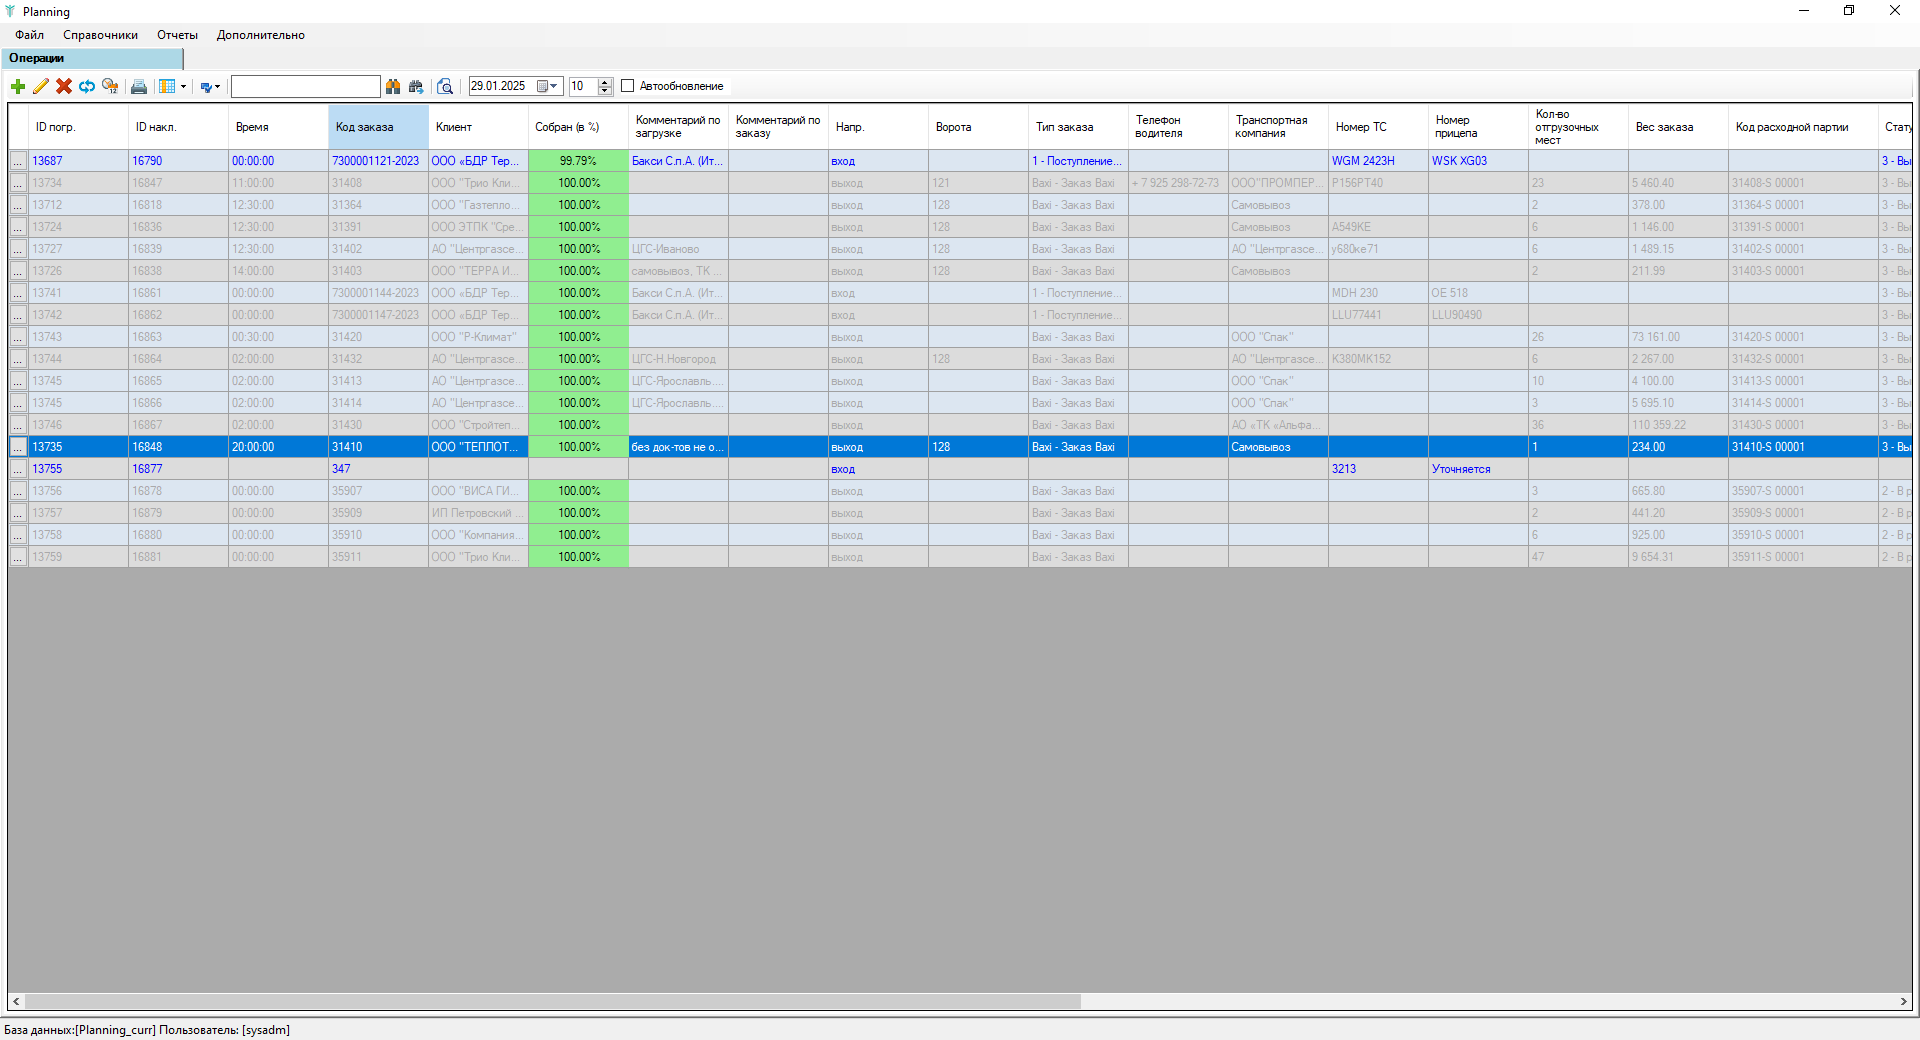 Planning
Файл Справочники Отчеты Дополнительно
Операции
29.01.2025 10 Автообновление
ID погр. ID накл. Время Код заказа Клиент Собран (в %) Комментарий по загрузке Комментарий по заказу Напр. Ворота Тип заказа Телефон водителя Транспортная компания Номер ТС Номер прицепа Кол-во отгрузочных мест Вес заказа Код расходной партии Стату
... 13687 16790 00:00:00 7300001121-2023 ООО «БДР Тер... 99.79% Бакси С.п.А. (Ит... вход 1 - Поступление... WGM 2423H WSK XG03 3 - Вы
... 13734 16847 11:00:00 31408 ООО "Трио Кли... 100.00% выход 121 Baxi - Заказ Baxi + 7 925 298-72-73 ООО"ПРОМПЕР... Р156РТ40 23 5 460.40 31408-S 00001 3 - Вы
... 13712 16818 12:30:00 31364 ООО "Газтепло... 100.00% выход 128 Baxi - Заказ Baxi Самовывоз 2 378.00 31364-S 00001 3 - Вы
... 13724 16836 12:30:00 31391 ООО ЭТПК "Сре... 100.00% выход 128 Baxi - Заказ Baxi Самовывоз А549КЕ 6 1 146.00 31391-S 00001 3 - Вы
... 13727 16839 12:30:00 31402 АО "Центргазсе... 100.00% ЦГС-Иваново выход 128 Baxi - Заказ Baxi АО "Центргазсе... у680ке71 6 1 489.15 31402-S 00001 3 - Вы
... 13726 16838 14:00:00 31403 ООО "ТЕРРА И... 100.00% самовывоз, ТК ... выход 128 Baxi - Заказ Baxi Самовывоз 2 211.99 31403-S 00001 3 - Вы
... 13741 16861 00:00:00 7300001144-2023 ООО «БДР Тер... 100.00% Бакси С.п.А. (Ит... вход 1 - Поступление... MDH 230 OE 518 3 - Вы
... 13742 16862 00:00:00 7300001147-2023 ООО «БДР Тер... 100.00% Бакси С.п.А. (Ит... вход 1 - Поступление... LLU77441 LLU90490 3 - Вы
... 13743 16863 00:30:00 31420 ООО "Р-Климат" 100.00% выход Baxi - Заказ Baxi ООО "Спак" 26 73 161.00 31420-S 00001 3 - Вы
... 13744 16864 02:00:00 31432 АО "Центргазсе... 100.00% ЦГС-Н.Новгород выход 128 Baxi - Заказ Baxi АО "Центргазсе... К380МК152 6 2 267.00 31432-S 00001 3 - Вы
... 13745 16865 02:00:00 31413 АО "Центргазсе... 100.00% ЦГС-Ярославль.... выход Baxi - Заказ Baxi ООО "Спак" 10 4 100.00 31413-S 00001 3 - Вы
... 13745 16866 02:00:00 31414 АО "Центргазсе... 100.00% ЦГС-Ярославль.... выход Baxi - Заказ Baxi ООО "Спак" 3 5 695.10 31414-S 00001 3 - Вы
... 13746 16867 02:00:00 31430 ООО "Стройтеп... 100.00% выход Baxi - Заказ Baxi АО «ТК «Альфа... 36 110 359.22 31430-S 00001 3 - Вы
... 13735 16848 20:00:00 31410 ООО "ТЕПЛОТ... 100.00% без док-тов не о... выход 128 Baxi - Заказ Baxi Самовывоз 1 234.00 31410-S 00001 3 - Вы
... 13755 16877 347 вход 3213 Уточняется
... 13756 16878 00:00:00 35907 ООО "ВИСА ГИ... 100.00% выход Baxi - Заказ Baxi 3 665.80 35907-S 00001 2 - В р
... 13757 16879 00:00:00 35909 ИП Петровский ... 100.00% выход Baxi - Заказ Baxi 2 441.20 35909-S 00001 2 - В р
... 13758 16880 00:00:00 35910 ООО "Компания... 100.00% выход Baxi - Заказ Baxi 6 925.00 35910-S 00001 2 - В р
... 13759 16881 00:00:00 35911 ООО "Трио Кли... 100.00% выход Baxi - Заказ Baxi 47 9 654.31 35911-S 00001 2 - В р
База данных:[Planning_curr] Пользователь: [sysadm]